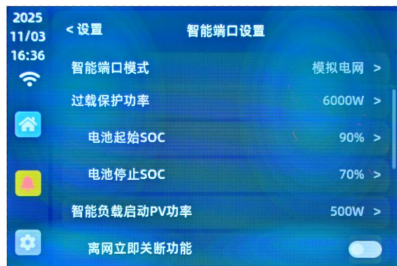 2025
11/03
16:36
< 设置
智能端口设置
智能端口模式 模拟电网 >
过载保护功率 6000W >
电池起始SOC 90% >
电池停止SOC 70% >
智能负载启动PV功率 500W >
离网立即关断功能